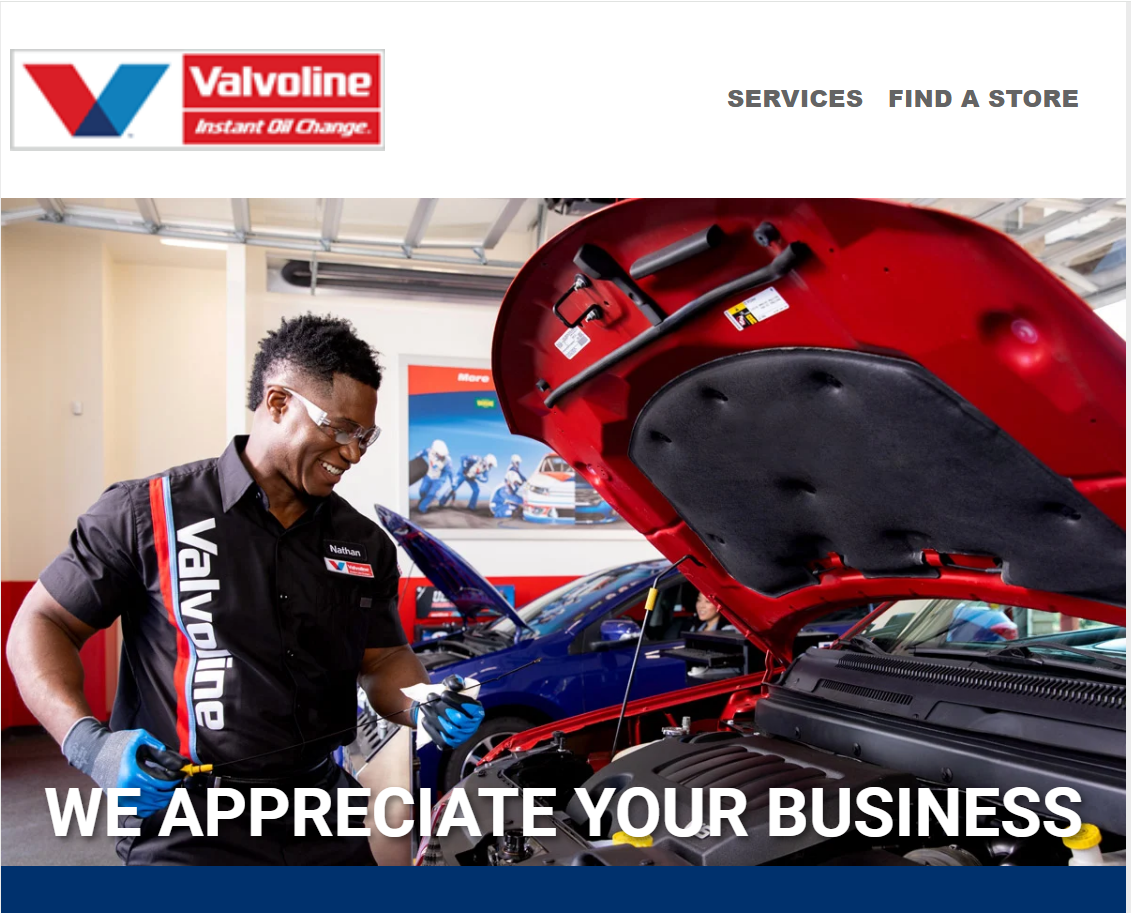 Valvoline
Instant Oil Change.
SERVICES FIND A STORE
More
Nathan
Valvoline
Valvoline
WE APPRECIATE YOUR BUSINESS